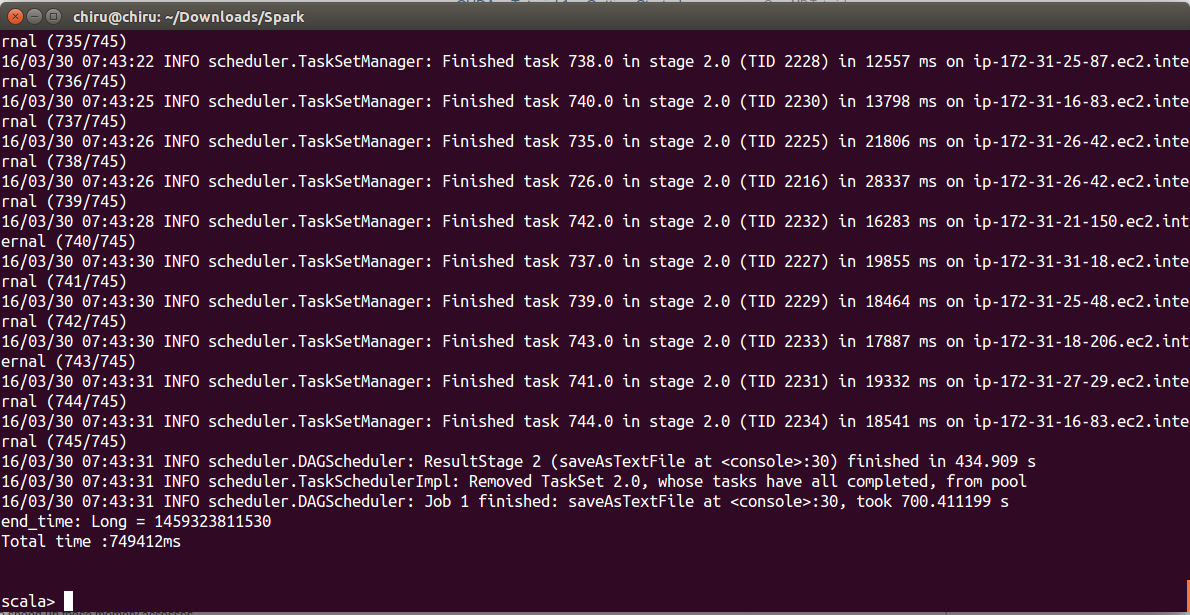 chiru@chiru: ~/Downloads/Spark
rnal (735/745)
16/03/30 07:43:22 INFO scheduler.TaskSetManager: Finished task 738.0 in stage 2.0 (TID 2228) in 12557 ms on ip-172-31-25-87.ec2.inte
rnal (736/745)
16/03/30 07:43:25 INFO scheduler.TaskSetManager: Finished task 740.0 in stage 2.0 (TID 2230) in 13798 ms on ip-172-31-16-83.ec2.inte
rnal (737/745)
16/03/30 07:43:26 INFO scheduler.TaskSetManager: Finished task 735.0 in stage 2.0 (TID 2225) in 21806 ms on ip-172-31-26-42.ec2.inte
rnal (738/745)
16/03/30 07:43:26 INFO scheduler.TaskSetManager: Finished task 726.0 in stage 2.0 (TID 2216) in 28337 ms on ip-172-31-26-42.ec2.inte
rnal (739/745)
16/03/30 07:43:28 INFO scheduler.TaskSetManager: Finished task 742.0 in stage 2.0 (TID 2232) in 16283 ms on ip-172-31-21-150.ec2.int
ernal (740/745)
16/03/30 07:43:30 INFO scheduler.TaskSetManager: Finished task 737.0 in stage 2.0 (TID 2227) in 19855 ms on ip-172-31-31-18.ec2.inte
rnal (741/745)
16/03/30 07:43:30 INFO scheduler.TaskSetManager: Finished task 739.0 in stage 2.0 (TID 2229) in 18464 ms on ip-172-31-25-48.ec2.inte
rnal (742/745)
16/03/30 07:43:30 INFO scheduler.TaskSetManager: Finished task 743.0 in stage 2.0 (TID 2233) in 17887 ms on ip-172-31-18-206.ec2.int
ernal (743/745)
16/03/30 07:43:31 INFO scheduler.TaskSetManager: Finished task 741.0 in stage 2.0 (TID 2231) in 19332 ms on ip-172-31-27-29.ec2.inte
rnal (744/745)
16/03/30 07:43:31 INFO scheduler.TaskSetManager: Finished task 744.0 in stage 2.0 (TID 2234) in 18541 ms on ip-172-31-16-83.ec2.inte
rnal (745/745)
16/03/30 07:43:31 INFO scheduler.DAGScheduler: ResultStage 2 (saveAsTextFile at <console>:30) finished in 434.909 s
16/03/30 07:43:31 INFO scheduler.TaskSchedulerImpl: Removed TaskSet 2.0, whose tasks have all completed, from pool
16/03/30 07:43:31 INFO scheduler.DAGScheduler: Job 1 finished: saveAsTextFile at <console>:30, took 700.411199 s
end_time: Long = 1459323811530
Total time :749412ms
scala>